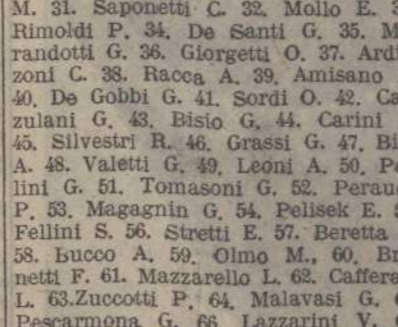 M. 31. Saponetti C. 32. Mollo E. 3
Rimoldi P. 34. De Santi G. 35. M
randotti G. 36. Giorgetti O. 37. Ard
zoni C. 38. Racca A. 39. Amisano
40. De Gobbi G. 41. Sordi O. 42. Ca
zulani G. 43. Bisio G. 44. Carini
45. Silvestri R. 46. Grassi G. 47. Bi
A. 48. Valetti G. 49. Leoni A. 50. P
lini G. 51. Tomasoni G. 52. Perau
P. 53. Magagnin G. 54. Pelisek E. 5
Fellini S. 56. Stretti E. 57. Beretta
58. Bucco A. 59. Olmo M., 60. Br
netti F. 61. Mazzarello L. 62. Caffera
L. 63.Zuccotti P. 64. Malavasi G. 6
Pescarmona G. 66. Lazzarini V.